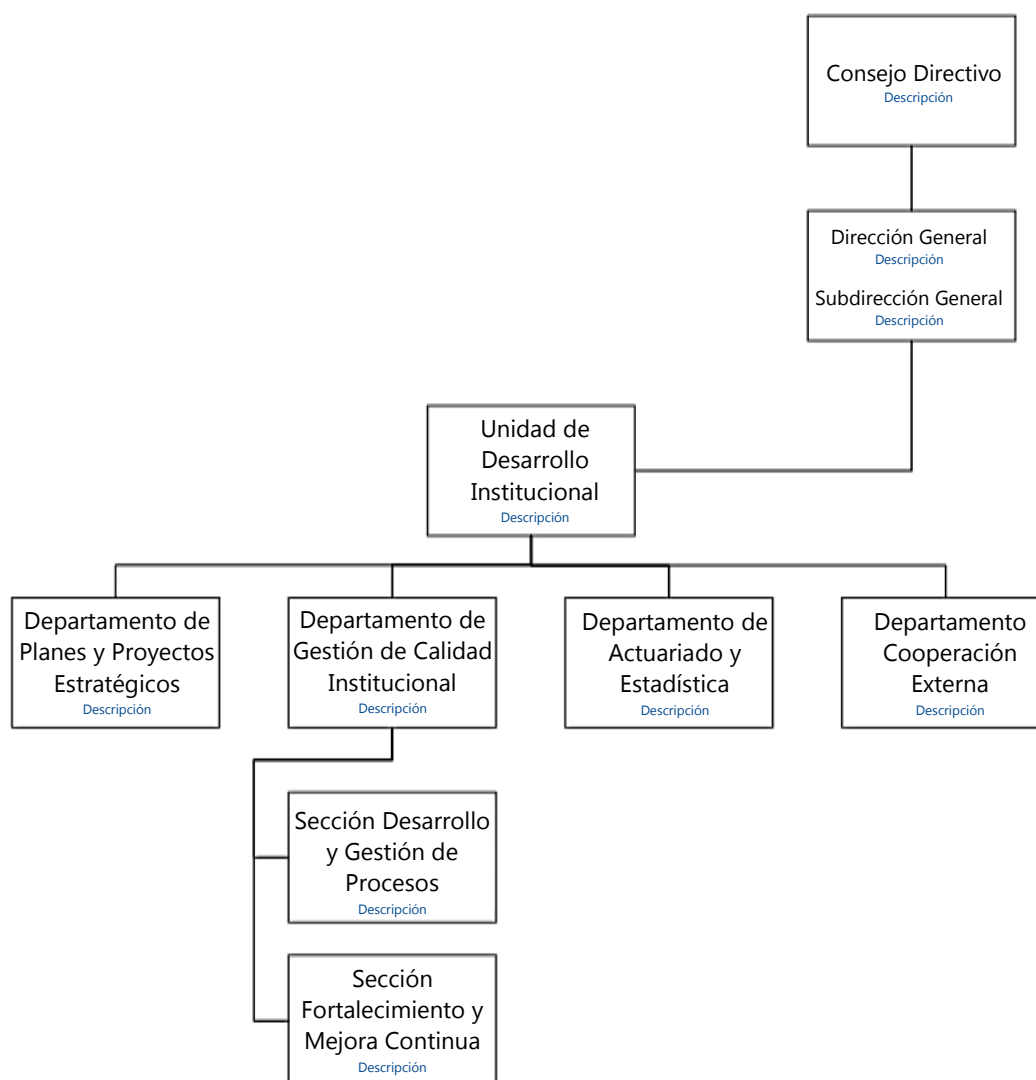 Consejo Directivo
Descripción
Dirección General
Descripción
Subdirección General
Descripción
Unidad de
Desarrollo
Institucional
Descripción
Departamento de
Planes y Proyectos
Estratégicos
Descripción
Departamento de
Gestión de Calidad
Institucional
Descripción
Departamento de
Actuariado y
Estadística
Descripción
Departamento
Cooperación
Externa
Descripción
Sección Desarrollo
y Gestión de
Procesos
Descripción
Sección
Fortalecimiento y
Mejora Continua
Descripción